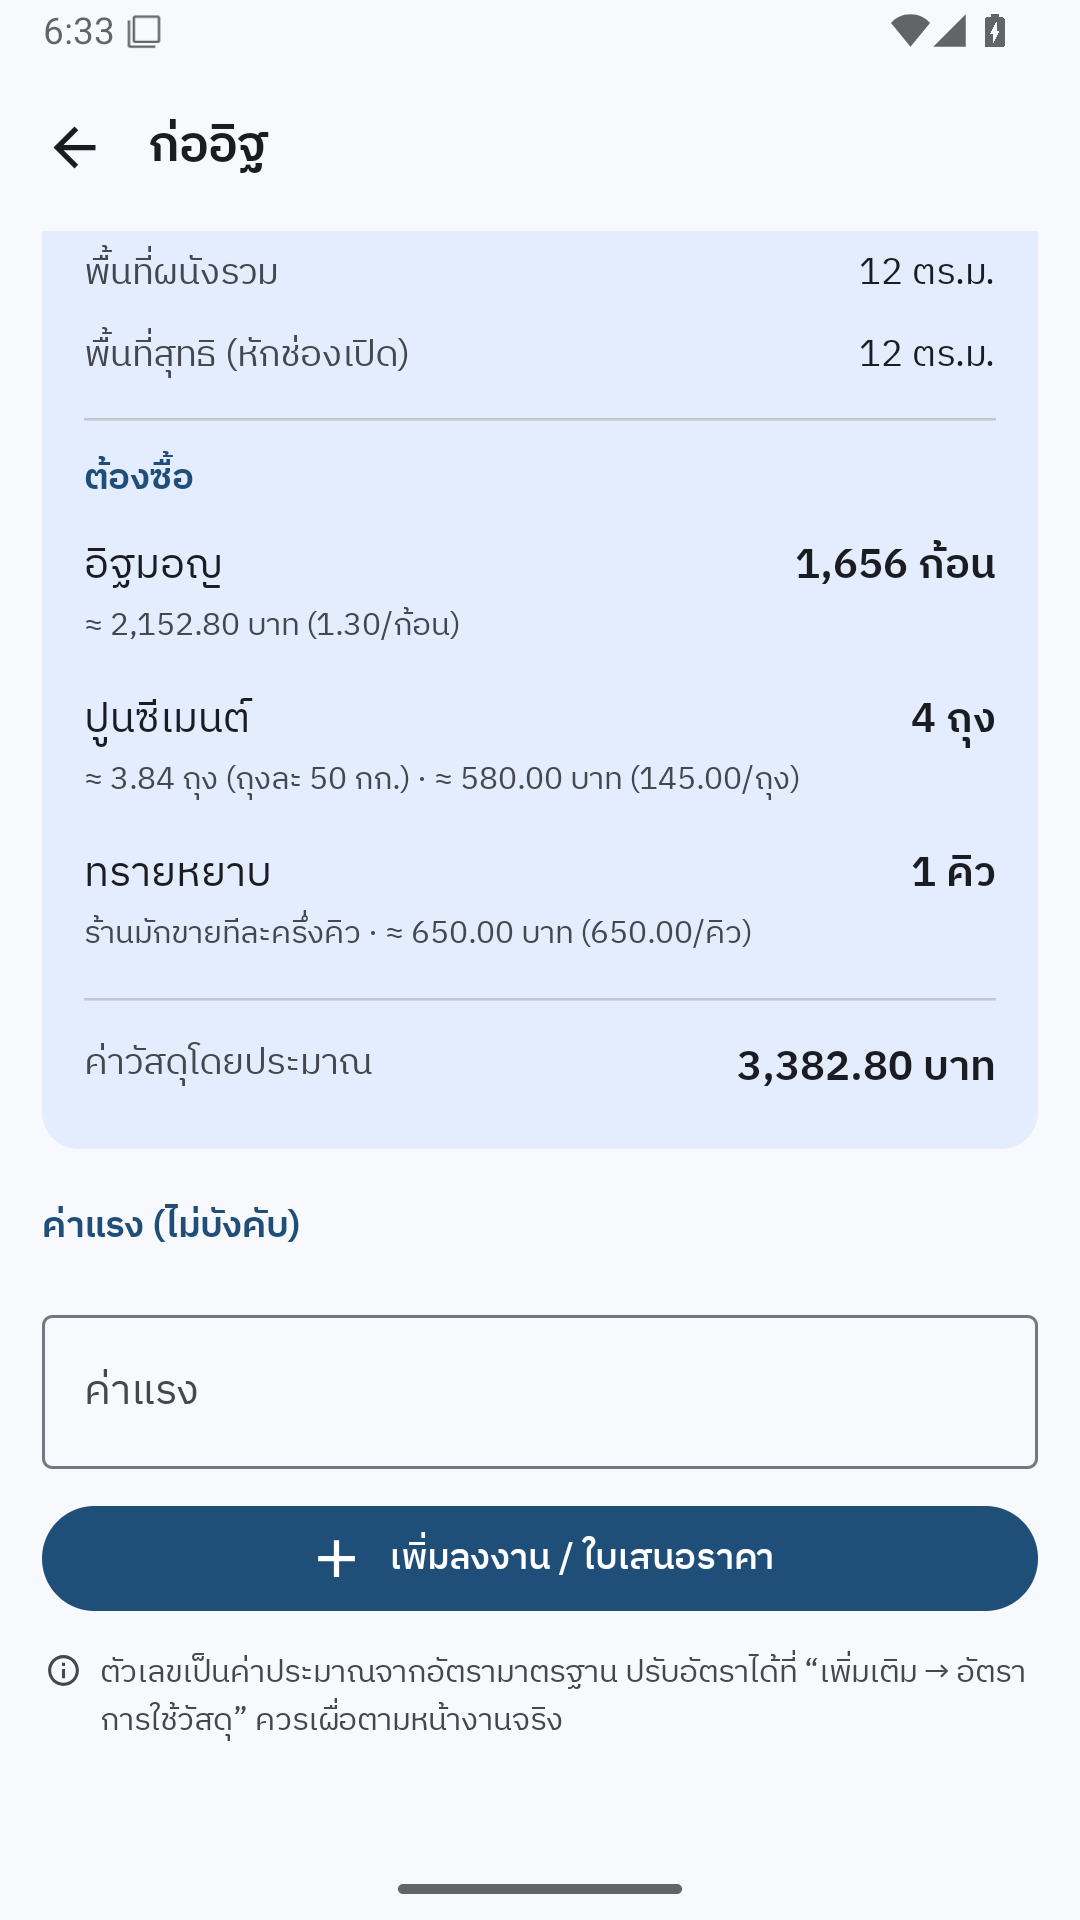 6:33
ก่ออิฐ
พื้นที่ผนังรวม 12 ตร.ม.
พื้นที่สุทธิ (หักช่องเปิด) 12 ตร.ม.
ต้องซื้อ
อิฐมอญ 1,656 ก้อน
≈ 2,152.80 บาท (1.30/ก้อน)
ปูนซีเมนต์ 4 ถุง
≈ 3.84 ถุง (ถุงละ 50 กก.) · ≈ 580.00 บาท (145.00/ถุง)
ทรายหยาบ 1 คิว
ร้านมักขายทีละครึ่งคิว · ≈ 650.00 บาท (650.00/คิว)
ค่าวัสดุโดยประมาณ 3,382.80 บาท
ค่าแรง (ไม่บังคับ)
ค่าแรง
เพิ่มลงงาน / ใบเสนอราคา
ตัวเลขเป็นค่าประมาณจากอัตรามาตรฐาน ปรับอัตราได้ที่ “เพิ่มเติม → อัตรา
การใช้วัสดุ” ควรเผื่อตามหน้างานจริง